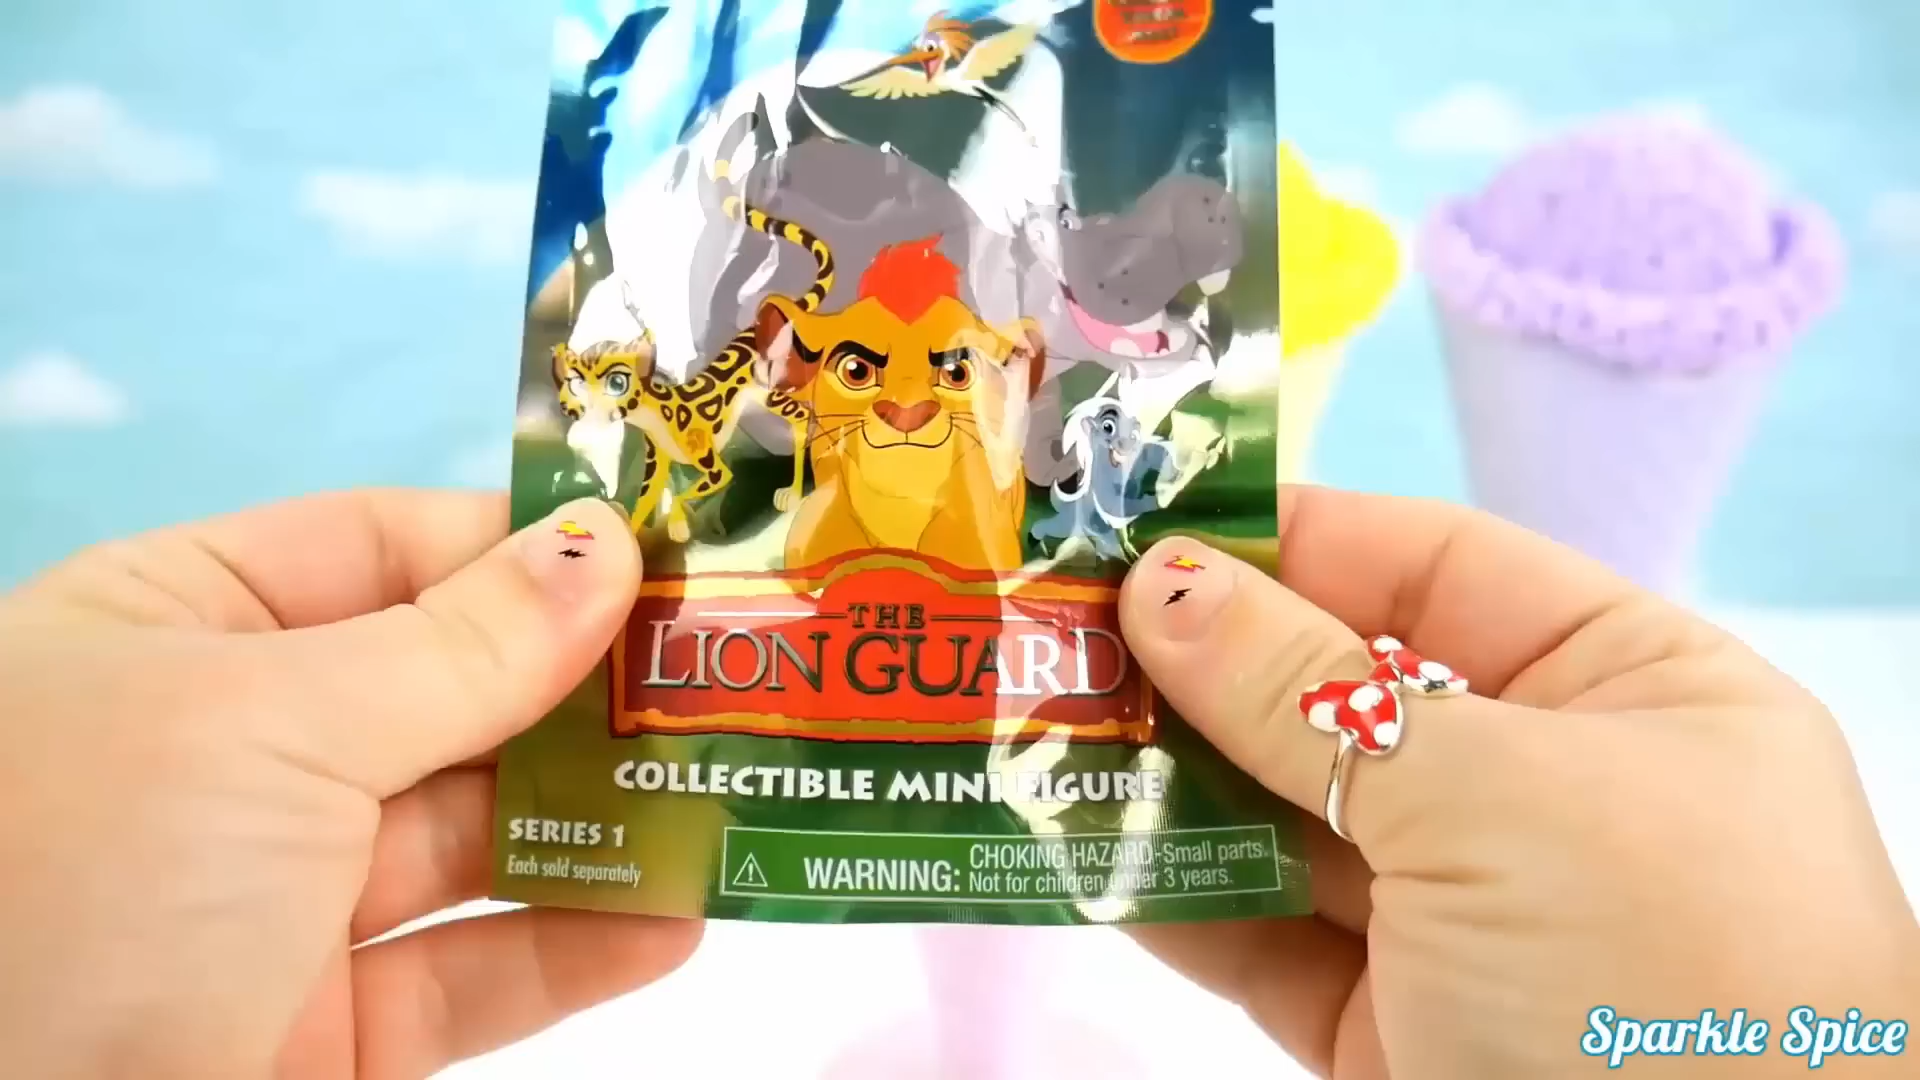 THE
LION GUARD
COLLECTIBLE MINI FIGURE
SERIES 1
Each sold separately
WARNING: CHOKING HAZARD-Small parts.
Not for children under 3 years.
Sparkle Spice